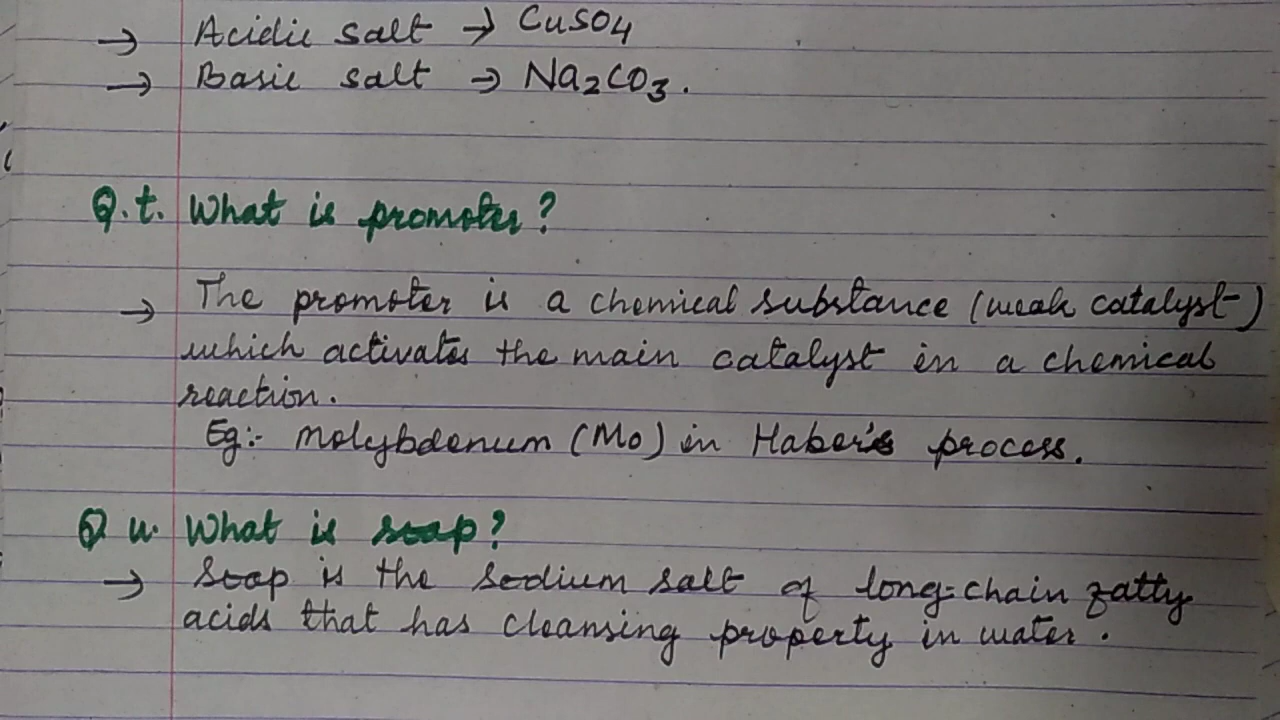 → Acidic salt → CuSO4
→ Basic salt → Na2CO3.
Q.t. What is promoter?
→ The promoter is a chemical substance (weak catalyst)
which activates the main catalyst in a chemical
reaction.
Eg:- Molybdenum (Mo) in Haber's process.
Q u. What is soap?
→ Soap is the sodium salt of long-chain fatty
acids that has cleansing property in water.